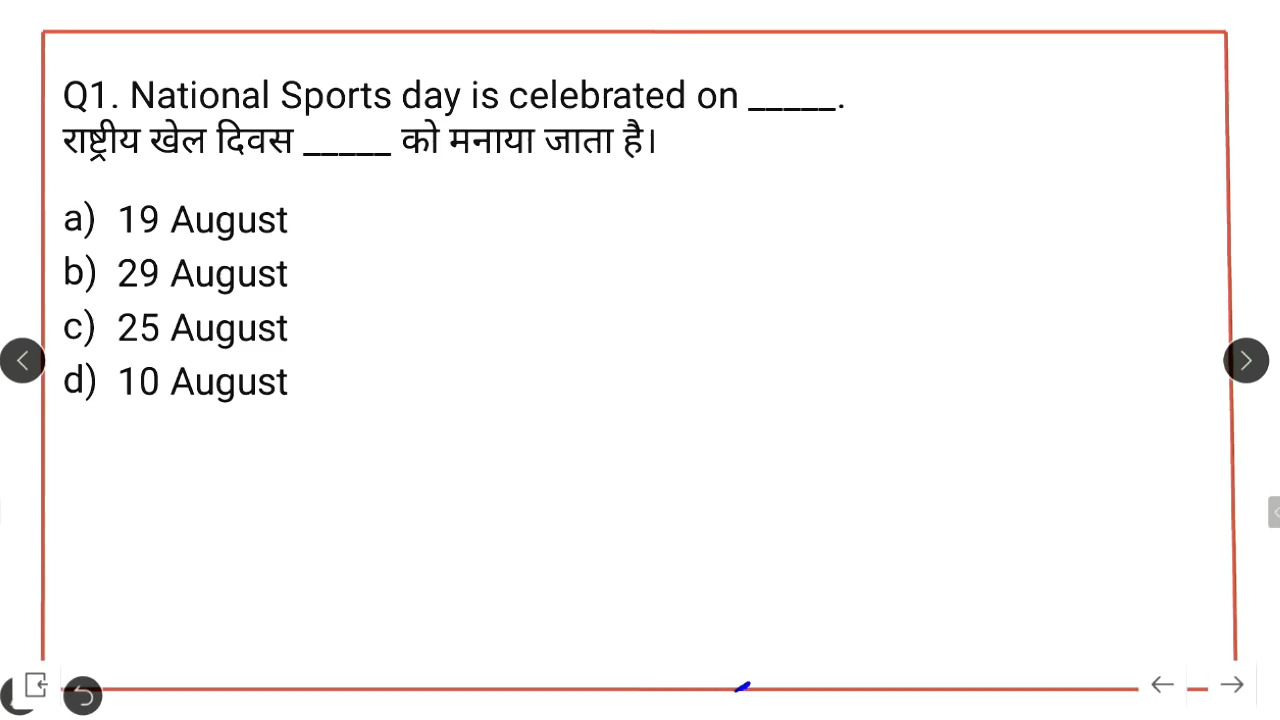 Q1. National Sports day is celebrated on _____.
राष्ट्रीय खेल दिवस _____ को मनाया जाता है।
a) 19 August
b) 29 August
c) 25 August
d) 10 August